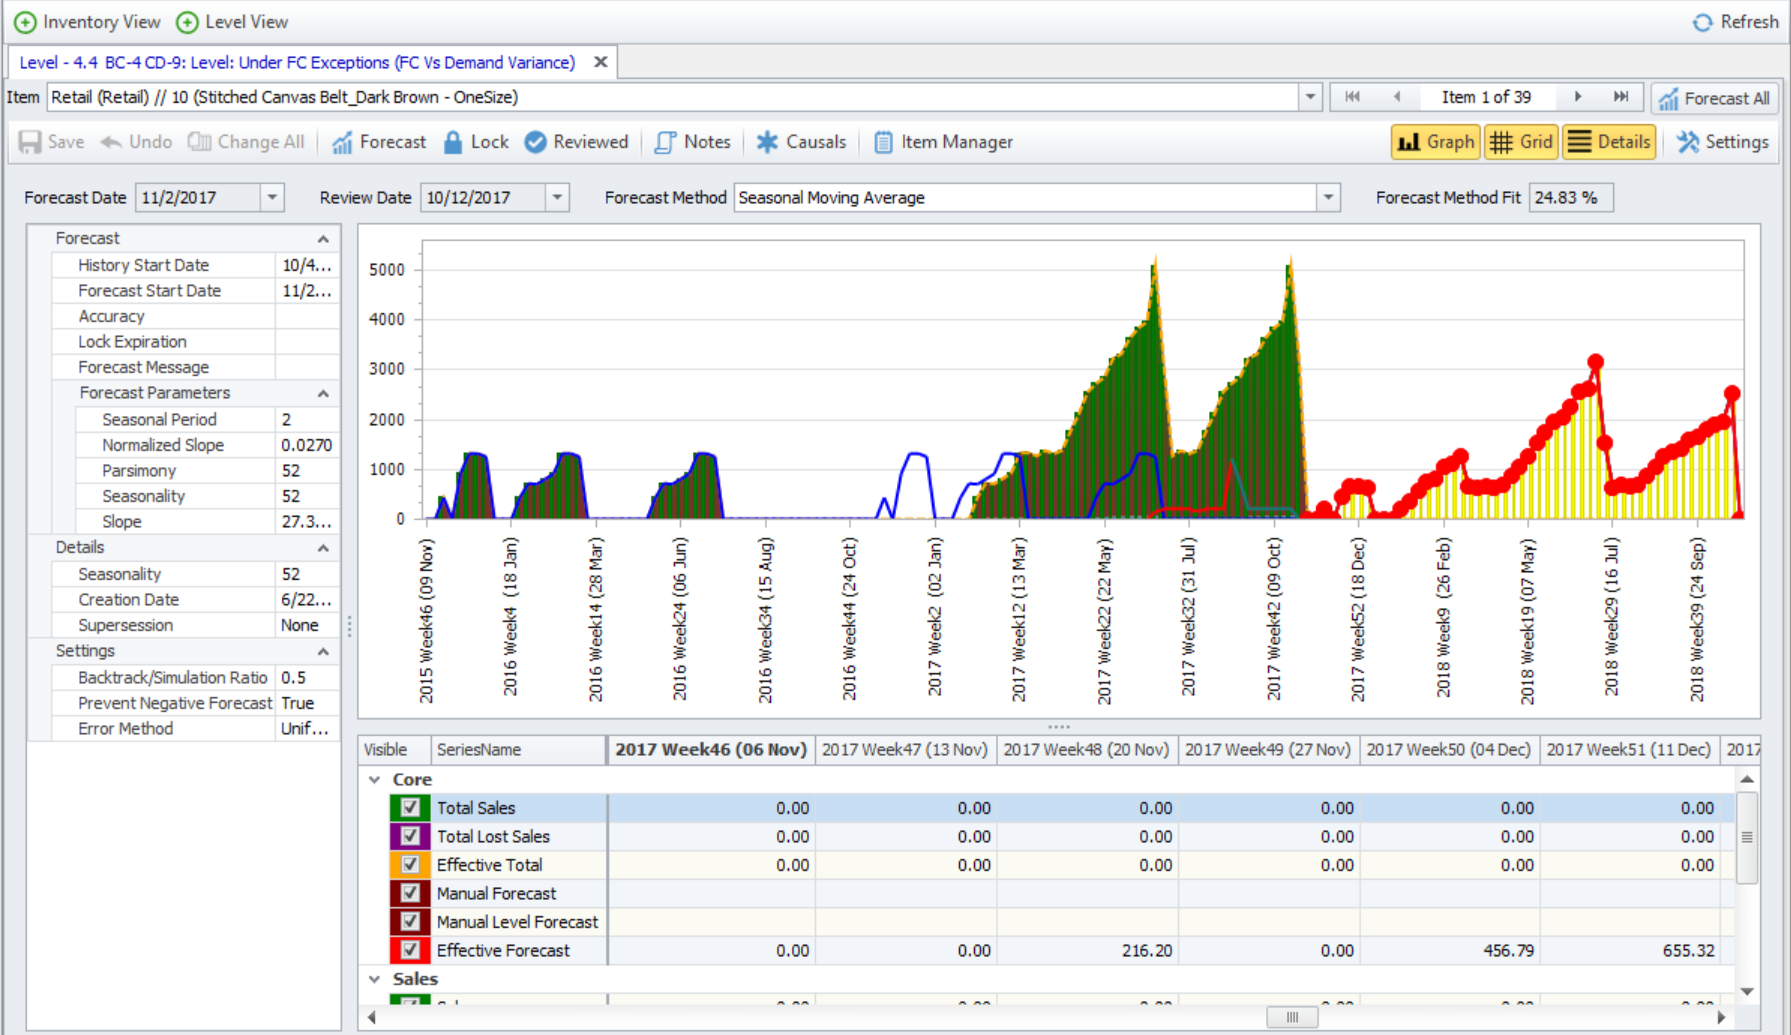 Inventory View Level View Refresh
Level - 4.4 BC-4 CD-9: Level: Under FC Exceptions (FC Vs Demand Variance)
Item Retail (Retail) // 10 (Stitched Canvas Belt_Dark Brown - OneSize) Item 1 of 39 Forecast All
Save Undo Change All Forecast Lock Reviewed Notes Causals Item Manager Graph Grid Details Settings
Forecast Date 11/2/2017 Review Date 10/12/2017 Forecast Method Seasonal Moving Average Forecast Method Fit 24.83 %
Forecast
History Start Date 10/4...
Forecast Start Date 11/2...
Accuracy
Lock Expiration
Forecast Message
Forecast Parameters
Seasonal Period 2
Normalized Slope 0.0270
Parsimony 52
Seasonality 52
Slope 27.3...
Details
Seasonality 52
Creation Date 6/22...
Supersession None
Settings
Backtrack/Simulation Ratio 0.5
Prevent Negative Forecast True
Error Method Unif...
5000
4000
3000
2000
1000
0
2015 Week46 (09 Nov)
2016 Week4 (18 Jan)
2016 Week14 (28 Mar)
2016 Week24 (06 Jun)
2016 Week34 (15 Aug)
2016 Week44 (24 Oct)
2017 Week2 (02 Jan)
2017 Week12 (13 Mar)
2017 Week22 (22 May)
2017 Week32 (31 Jul)
2017 Week42 (09 Oct)
2017 Week52 (18 Dec)
2018 Week9 (26 Feb)
2018 Week19 (07 May)
2018 Week29 (16 Jul)
2018 Week39 (24 Sep)
Visible SeriesName 2017 Week46 (06 Nov) 2017 Week47 (13 Nov) 2017 Week48 (20 Nov) 2017 Week49 (27 Nov) 2017 Week50 (04 Dec) 2017 Week51 (11 Dec) 2017
Core
Total Sales 0.00 0.00 0.00 0.00 0.00 0.00
Total Lost Sales 0.00 0.00 0.00 0.00 0.00 0.00
Effective Total 0.00 0.00 0.00 0.00 0.00 0.00
Manual Forecast
Manual Level Forecast
Effective Forecast 0.00 0.00 216.20 0.00 456.79 655.32
Sales